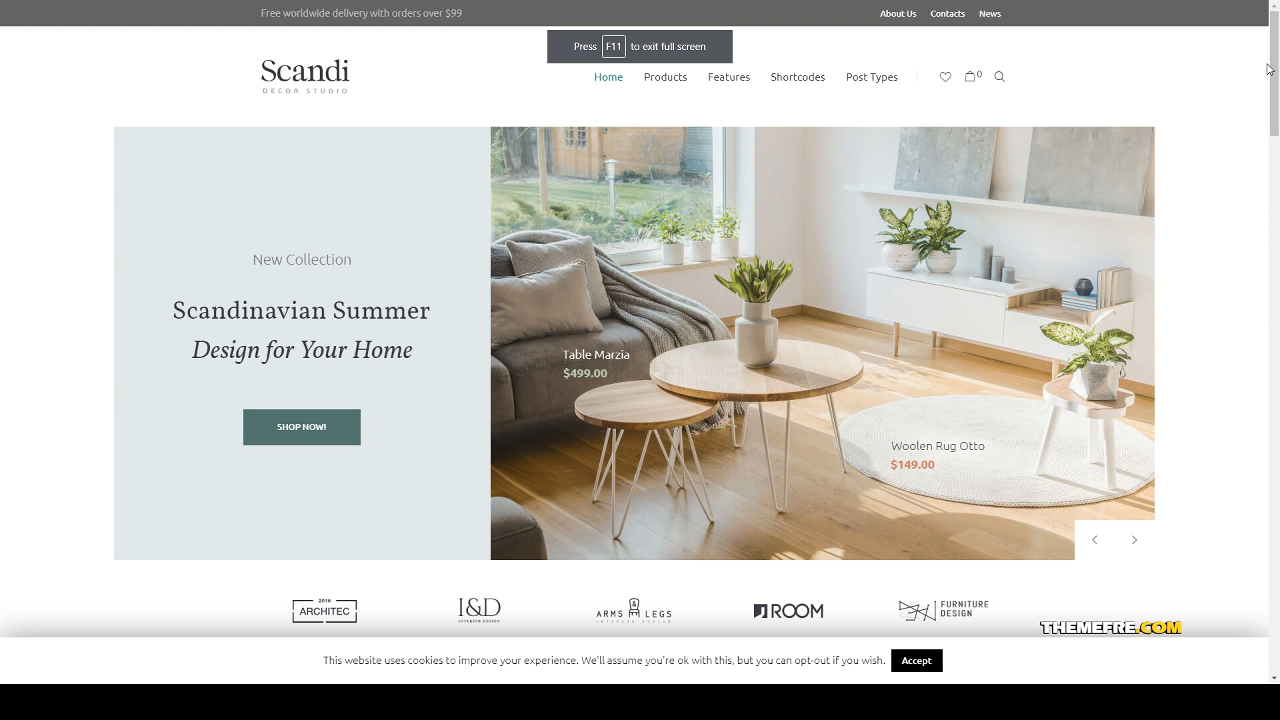 Free worldwide delivery with orders over $99
About Us Contacts News
Press F11 to exit full screen
Scandi
DECOR STUDIO
Home Products Features Shortcodes Post Types 0
New Collection
Scandinavian Summer
Design for Your Home
SHOP NOW!
Table Marzia
$499.00
Woolen Rug Otto
$149.00
2016
ARCHITEC
I&D
INTERIOR DESIGN
ARMS LEGS
INTERIOR DESIGN
ROOM
FURNITURE
DESIGN
THEMEFRE.COM
This website uses cookies to improve your experience. We'll assume you're ok with this, but you can opt-out if you wish. Accept